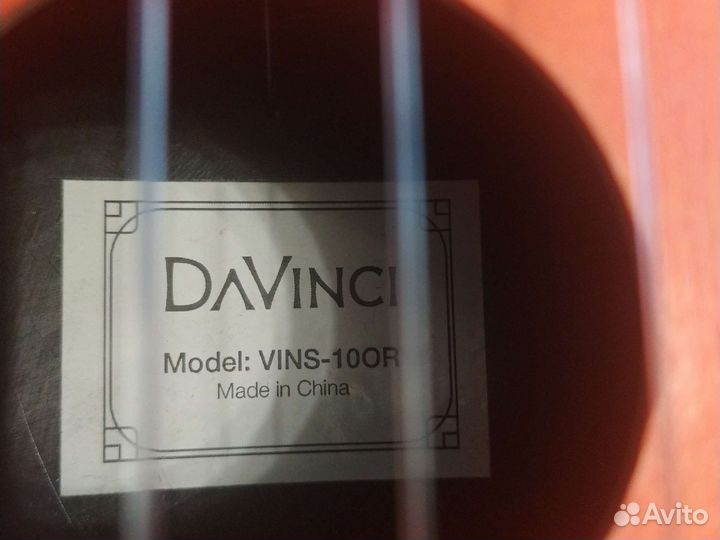 DAVINCI
Model: VINS-10OR
Made in China
Avito